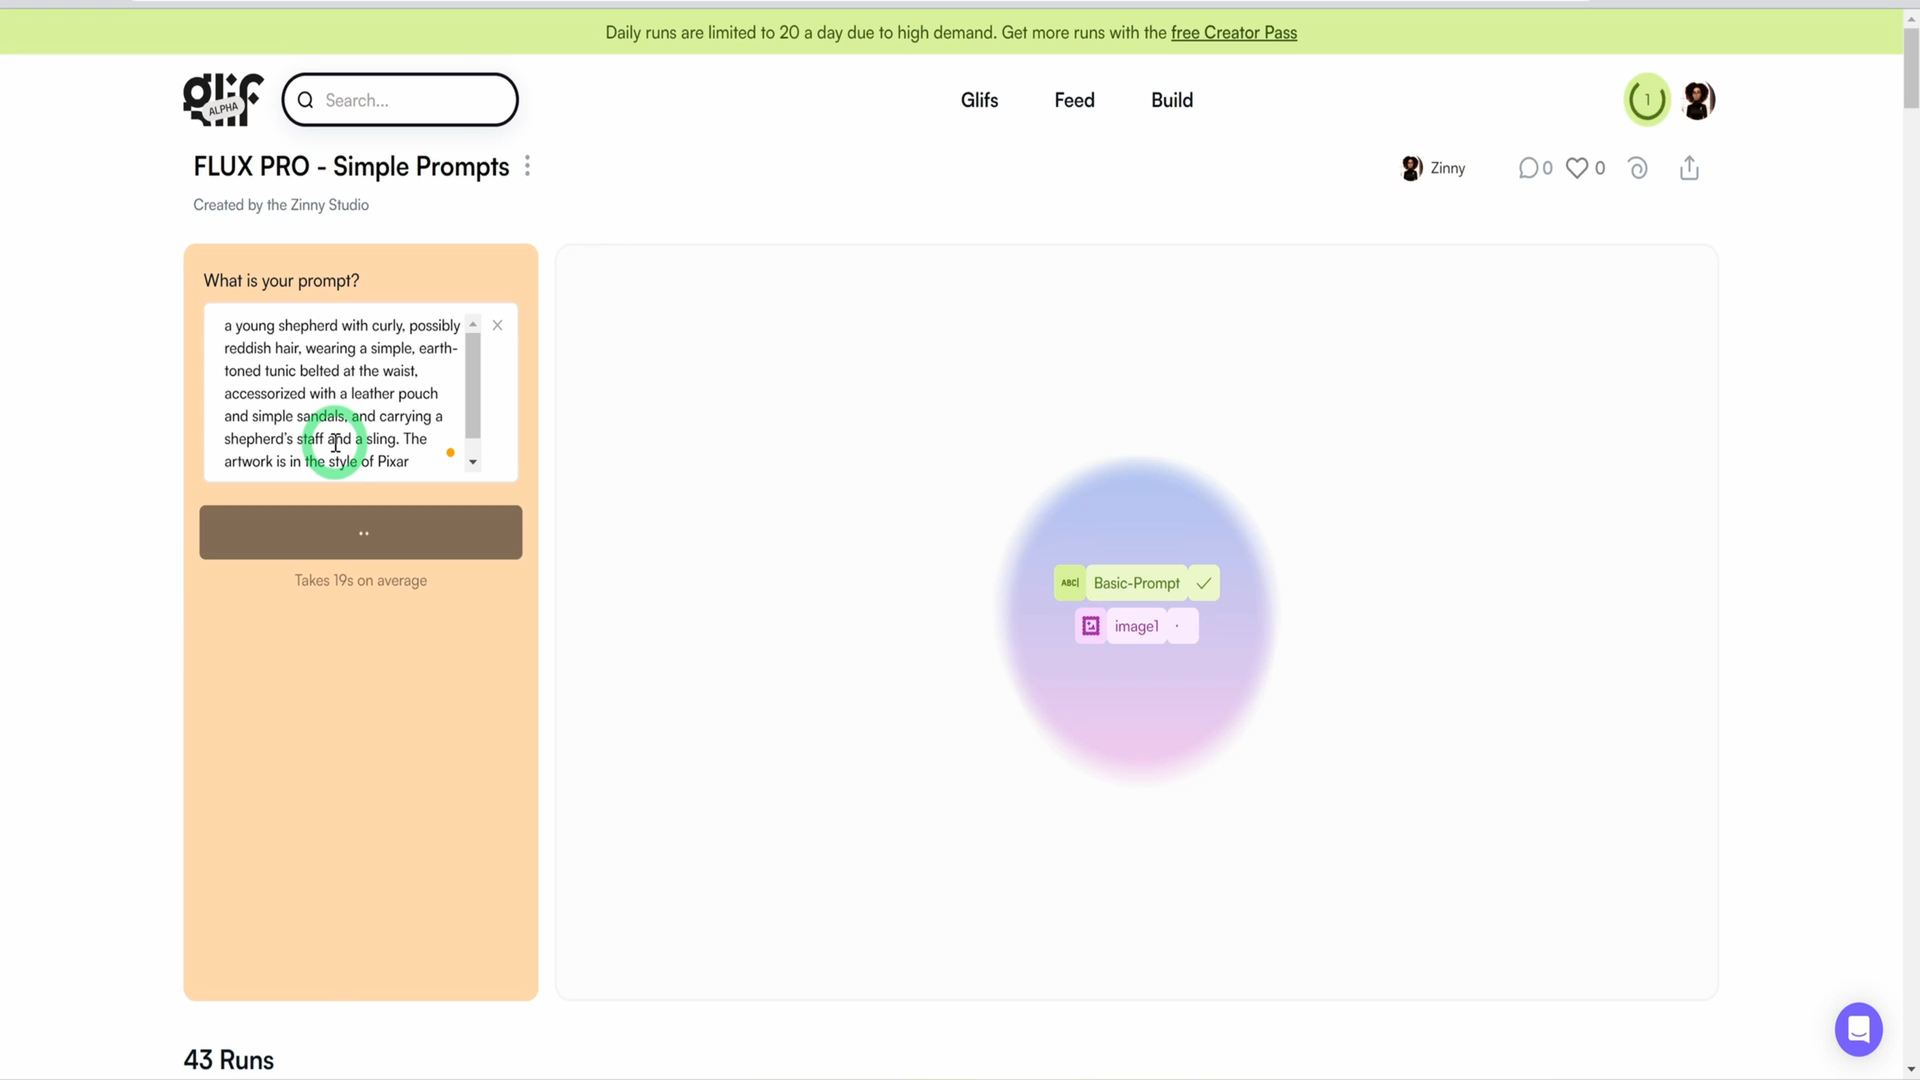 Daily runs are limited to 20 a day due to high demand. Get more runs with the free Creator Pass
glif
ALPHA
Search...
Glifs
Feed
Build
1
FLUX PRO - Simple Prompts
Zinny
0
0
Created by the Zinny Studio
What is your prompt?
a young shepherd with curly, possibly
reddish hair, wearing a simple, earth-
toned tunic belted at the waist,
accessorized with a leather pouch
and simple sandals, and carrying a
shepherd's staff and a sling. The
artwork is in the style of Pixar
Takes 19s on average
ABC
Basic-Prompt
image1
43 Runs